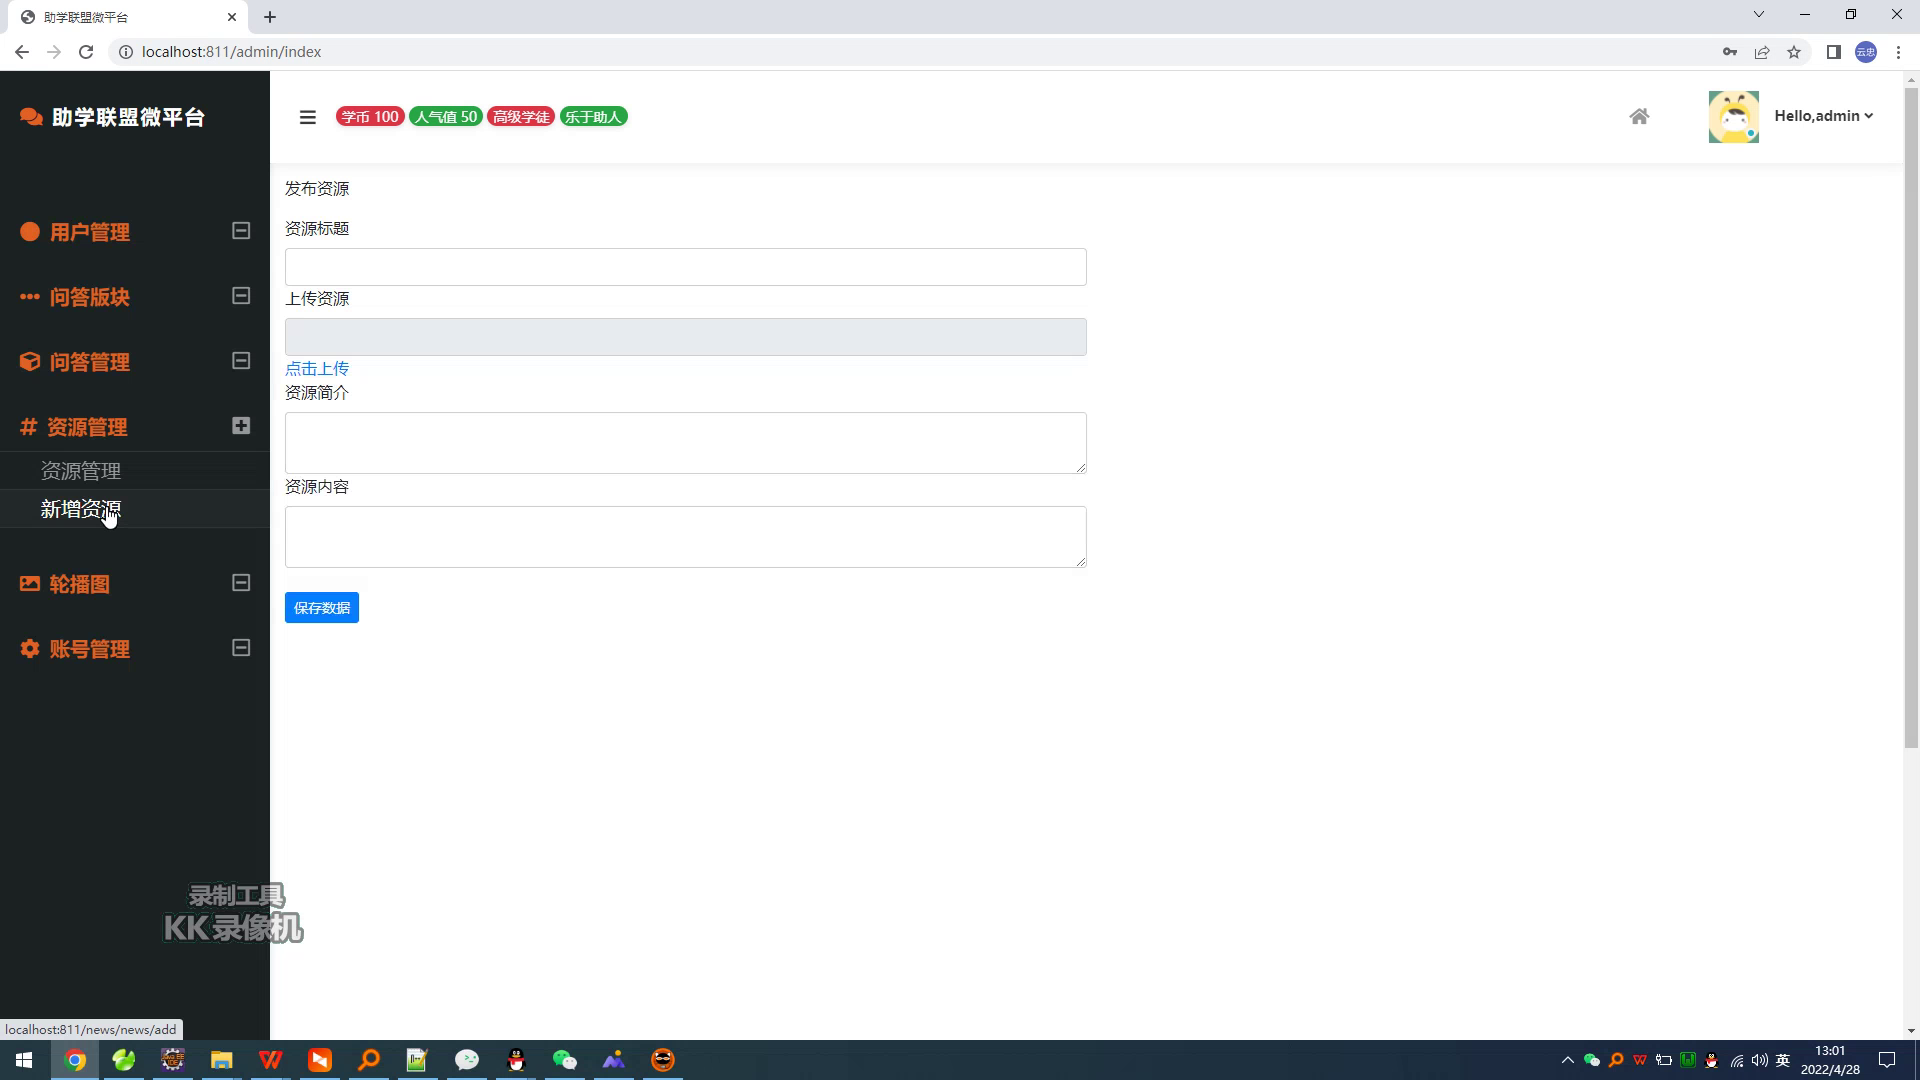 助学联盟微平台
localhost:811/admin/index
云忠
助学联盟微平台
学币 100 人气值 50 高级学徒 乐于助人
Hello,admin
用户管理
问答版块
问答管理
资源管理
资源管理
新增资源
轮播图
账号管理
发布资源
资源标题
上传资源
点击上传
资源简介
资源内容
保存数据
录制工具
KK 录像机
localhost:811/news/news/add
英
13:01
2022/4/28